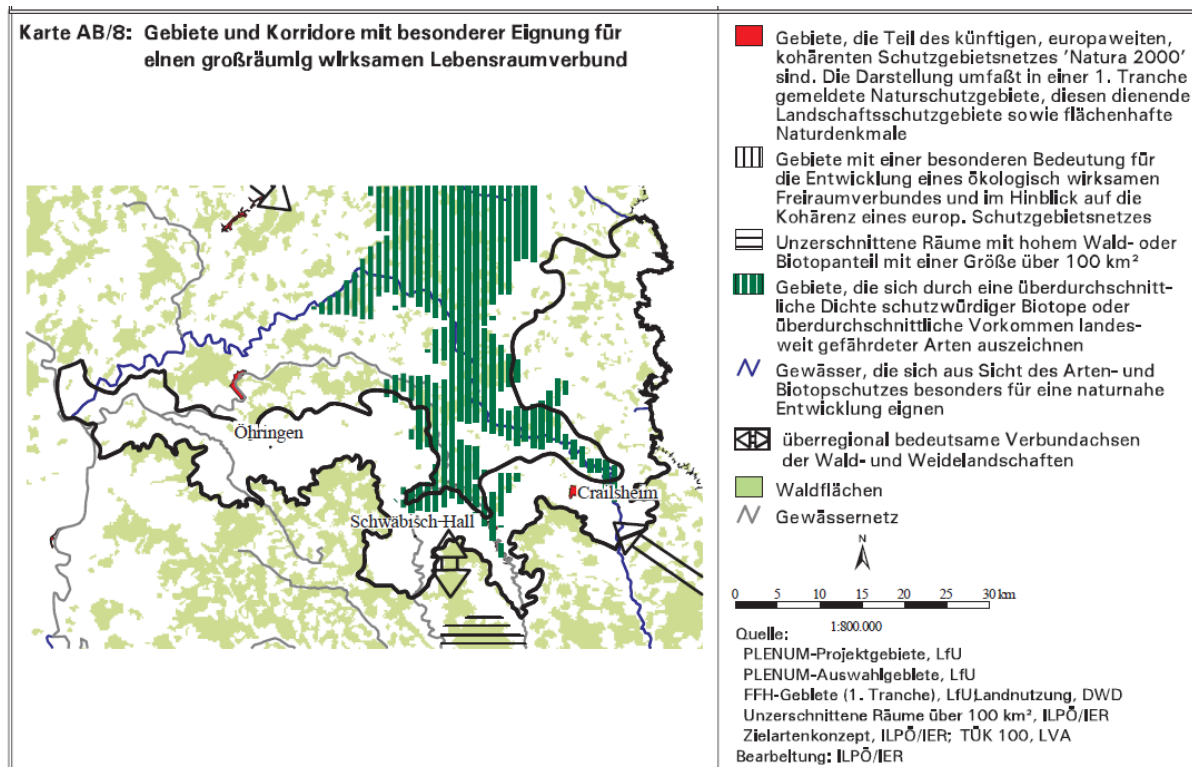 Karte AB/8: Gebiete und Korridore mit besonderer Eignung für
einen großräumig wirksamen Lebensraumverbund
Öhringen
Schwäbisch-Hall
Crailsheim
Gebiete, die Teil des künftigen, europaweiten,
kohärenten Schutzgebietsnetzes 'Natura 2000'
sind. Die Darstellung umfaßt in einer 1. Tranche
gemeldete Naturschutzgebiete, diesen dienende
Landschaftsschutzgebiete sowie flächenhafte
Naturdenkmale
Gebiete mit einer besonderen Bedeutung für
die Entwicklung eines ökologisch wirksamen
Freiraumverbundes und im Hinblick auf die
Kohärenz eines europ. Schutzgebietsnetzes
Unzerschnittene Räume mit hohem Wald- oder
Biotopanteil mit einer Größe über 100 km²
Gebiete, die sich durch eine überdurchschnitt-
liche Dichte schutzwürdiger Biotope oder
überdurchschnittliche Vorkommen landes-
weit gefährdeter Arten auszeichnen
Gewässer, die sich aus Sicht des Arten- und
Biotopschutzes besonders für eine naturnahe
Entwicklung eignen
überregional bedeutsame Verbundachsen
der Wald- und Weidelandschaften
Waldflächen
Gewässernetz
N
0 5 10 15 20 25 30 km
1:800.000
Quelle:
PLENUM-Projektgebiete, LfU
PLENUM-Auswahlgebiete, LfU
FFH-Gebiete (1. Tranche), LfU;Landnutzung, DWD
Unzerschnittene Räume über 100 km², ILPÖ/IER
Zielartenkonzept, ILPÖ/IER; TÜK 100, LVA
Bearbeitung: ILPÖ/IER